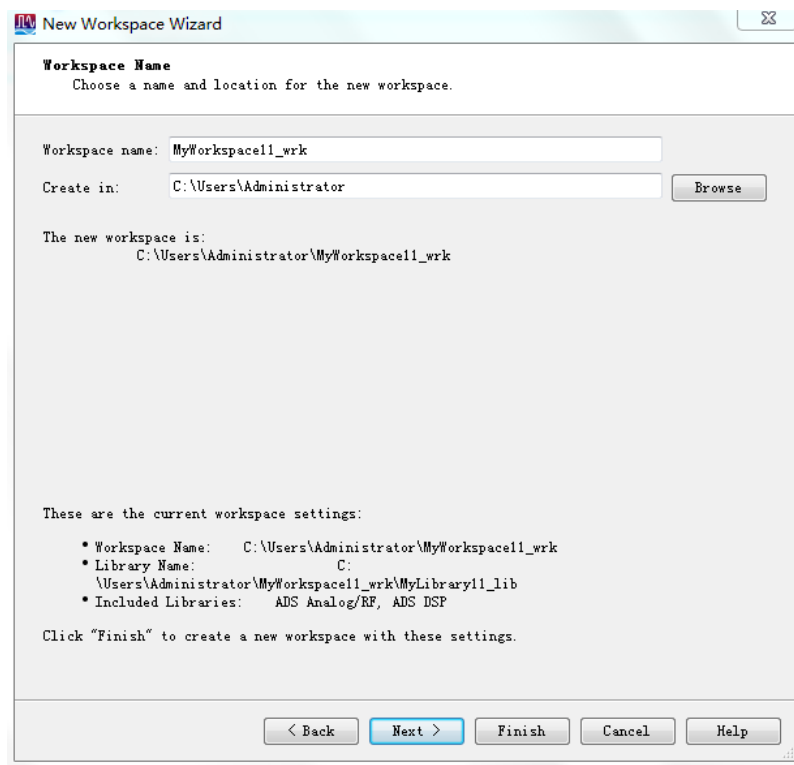 New Workspace Wizard
Workspace Name
Choose a name and location for the new workspace.
Workspace name: MyWorkspace11_wrk
Create in: C:\Users\Administrator Browse
The new workspace is:
C:\Users\Administrator\MyWorkspace11_wrk
These are the current workspace settings:
• Workspace Name: C:\Users\Administrator\MyWorkspace11_wrk
• Library Name: C:
\Users\Administrator\MyWorkspace11_wrk\MyLibrary11_lib
• Included Libraries: ADS Analog/RF, ADS DSP
Click "Finish" to create a new workspace with these settings.
< Back Next > Finish Cancel Help